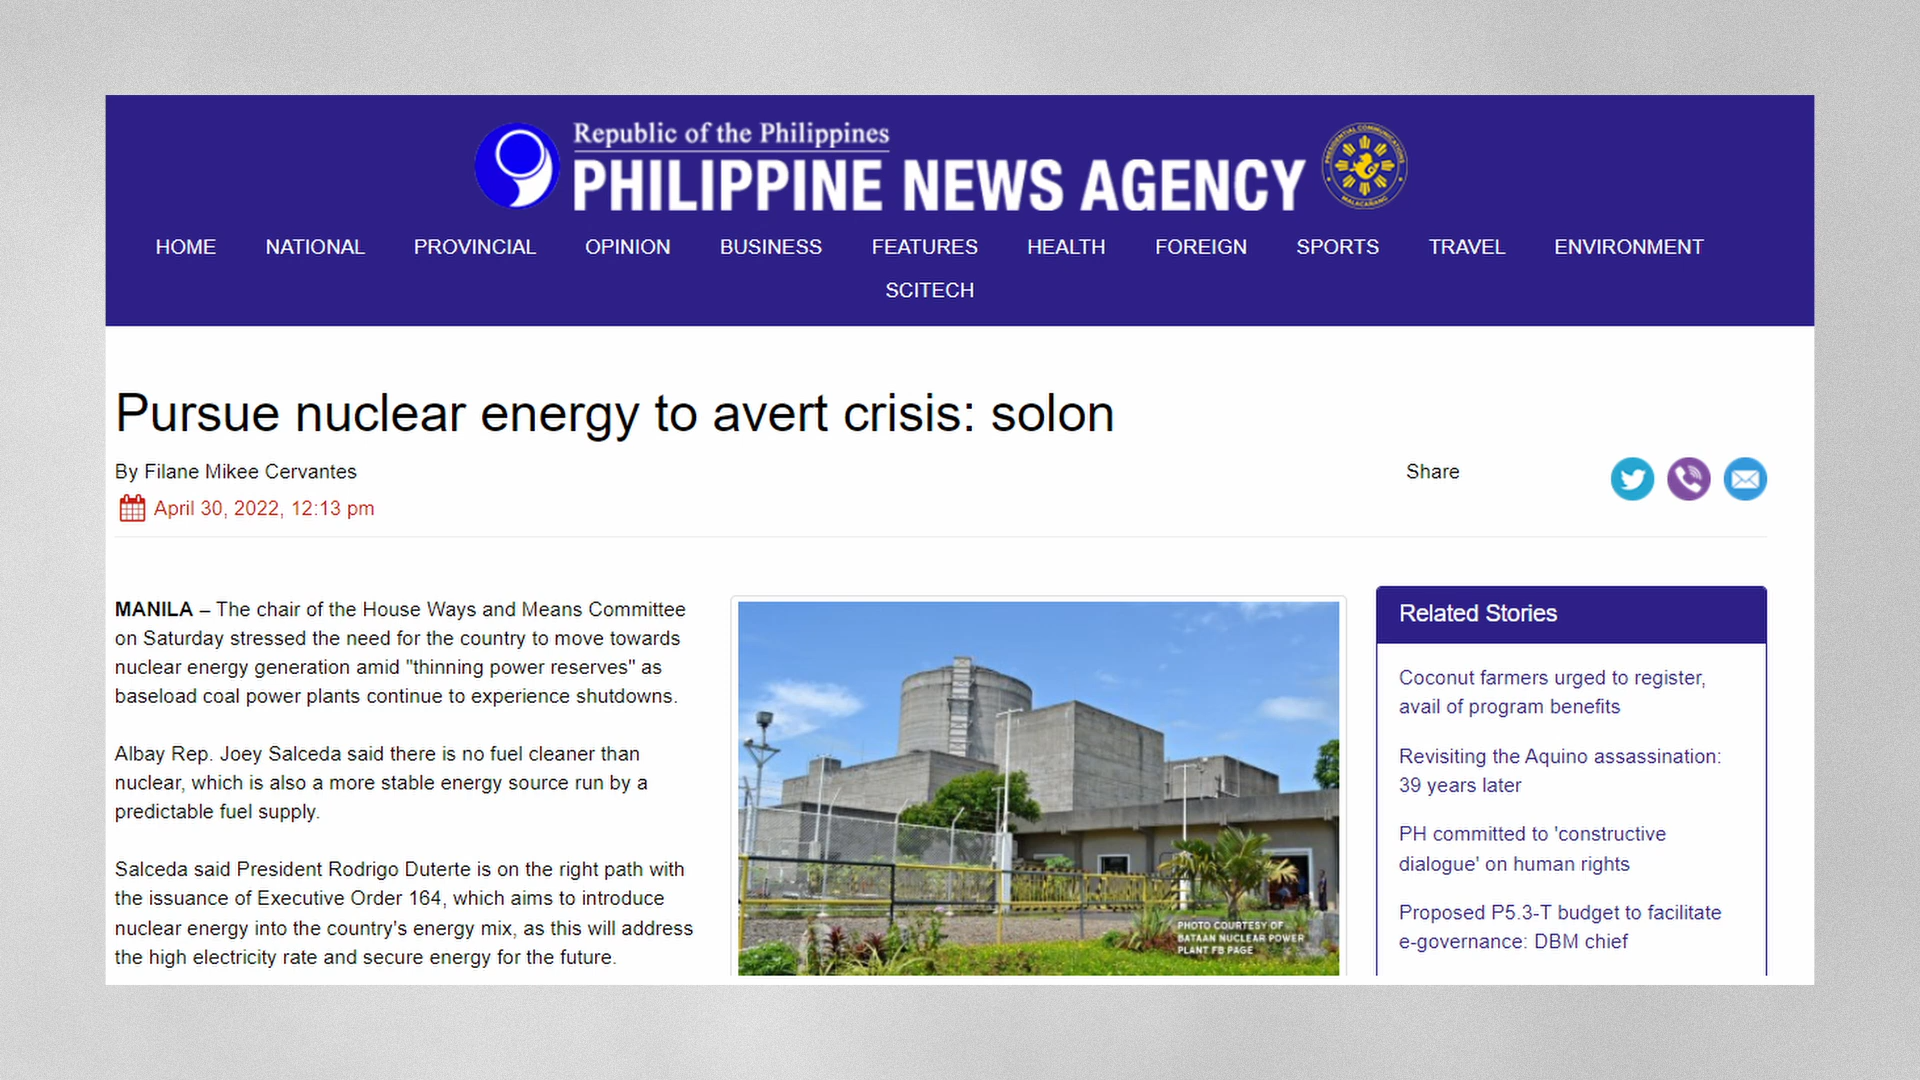 Republic of the Philippines
PHILIPPINE NEWS AGENCY
PRESIDENTIAL COMMUNICATIONS
MALACAÑANG
HOME NATIONAL PROVINCIAL OPINION BUSINESS FEATURES HEALTH FOREIGN SPORTS TRAVEL ENVIRONMENT
SCITECH
Pursue nuclear energy to avert crisis: solon
By Filane Mikee Cervantes
Share
April 30, 2022, 12:13 pm
MANILA – The chair of the House Ways and Means Committee
on Saturday stressed the need for the country to move towards
nuclear energy generation amid "thinning power reserves" as
baseload coal power plants continue to experience shutdowns.
Albay Rep. Joey Salceda said there is no fuel cleaner than
nuclear, which is also a more stable energy source run by a
predictable fuel supply.
Salceda said President Rodrigo Duterte is on the right path with
the issuance of Executive Order 164, which aims to introduce
nuclear energy into the country's energy mix, as this will address
the high electricity rate and secure energy for the future.
PHOTO COURTESY OF
BATAAN NUCLEAR POWER
PLANT FB PAGE
Related Stories
Coconut farmers urged to register,
avail of program benefits
Revisiting the Aquino assassination:
39 years later
PH committed to 'constructive
dialogue' on human rights
Proposed P5.3-T budget to facilitate
e-governance: DBM chief